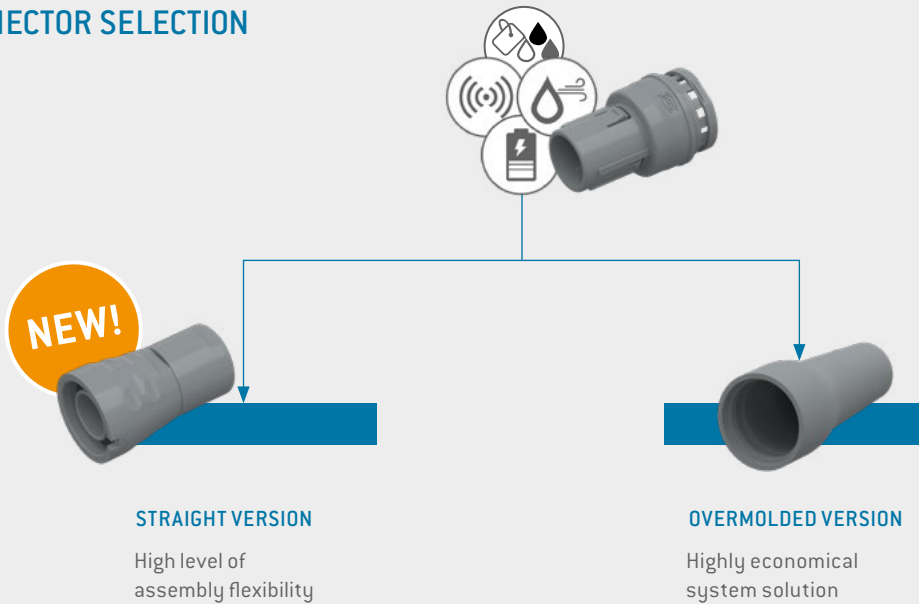 NECTOR SELECTION
NEW!
STRAIGHT VERSION
High level of
assembly flexibility
OVERMOLDED VERSION
Highly economical
system solution